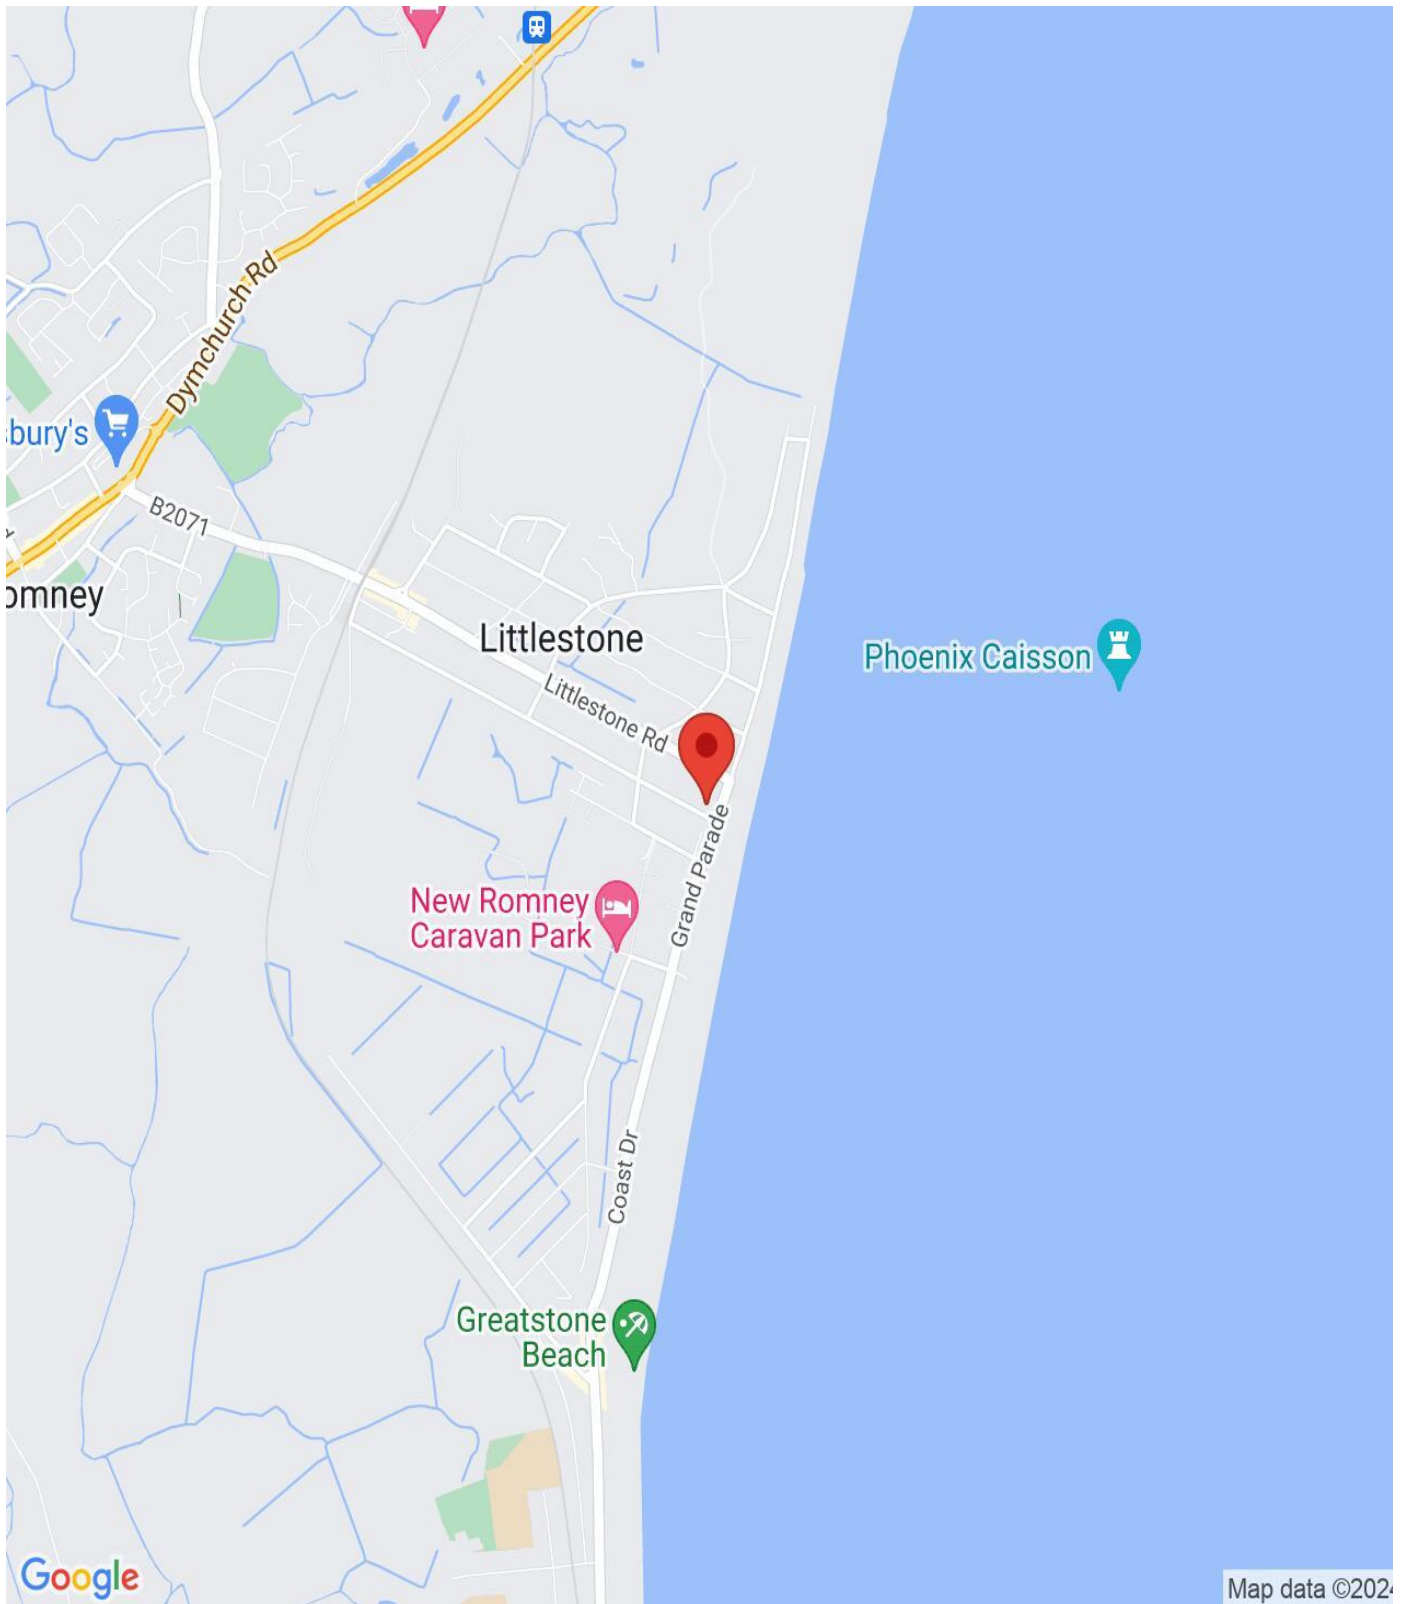 Dymchurch Rd
bury's
B2071
omney
Littlestone
Phoenix Caisson
Littlestone Rd
Grand Parade
New Romney
Caravan Park
Coast Dr
Greatstone
Beach
Google
Map data ©202